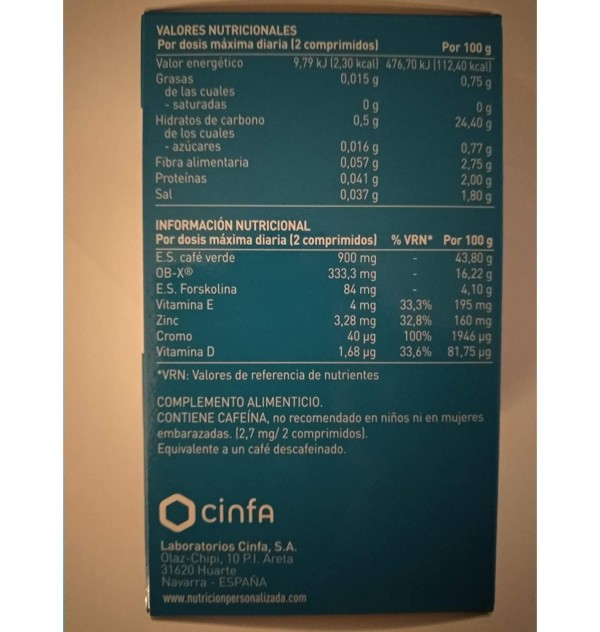 VALORES NUTRICIONALES
Por dosis máxima diaria (2 comprimidos) Por 100 g
Valor energético 9,79 kJ (2,30 kcal) 476,70 kJ (112,40 kcal)
Grasas 0,015 g 0,75 g
de las cuales
- saturadas 0 g 0 g
Hidratos de carbono 0,5 g 24,40 g
de los cuales
- azúcares 0,016 g 0,77 g
Fibra alimentaria 0,057 g 2,75 g
Proteínas 0,041 g 2,00 g
Sal 0,037 g 1,80 g
INFORMACIÓN NUTRICIONAL
Por dosis máxima diaria (2 comprimidos) % VRN* Por 100 g
E.S. café verde 900 mg - 43,80 g
OB-X® 333,3 mg - 16,22 g
E.S. Forskolina 84 mg - 4,10 g
Vitamina E 4 mg 33,3% 195 mg
Zinc 3,28 mg 32,8% 160 mg
Cromo 40 µg 100% 1946 µg
Vitamina D 1,68 µg 33,6% 81,75 µg
*VRN: Valores de referencia de nutrientes
COMPLEMENTO ALIMENTICIO.
CONTIENE CAFEÍNA, no recomendado en niños ni en mujeres
embarazadas. (2,7 mg/ 2 comprimidos).
Equivalente a un café descafeinado.
cinfa
Laboratorios Cinfa, S.A.
Olaz-Chipi, 10 P.I. Areta
31620 Huarte
Navarra - ESPAÑA
www.nutricionpersonalizada.com